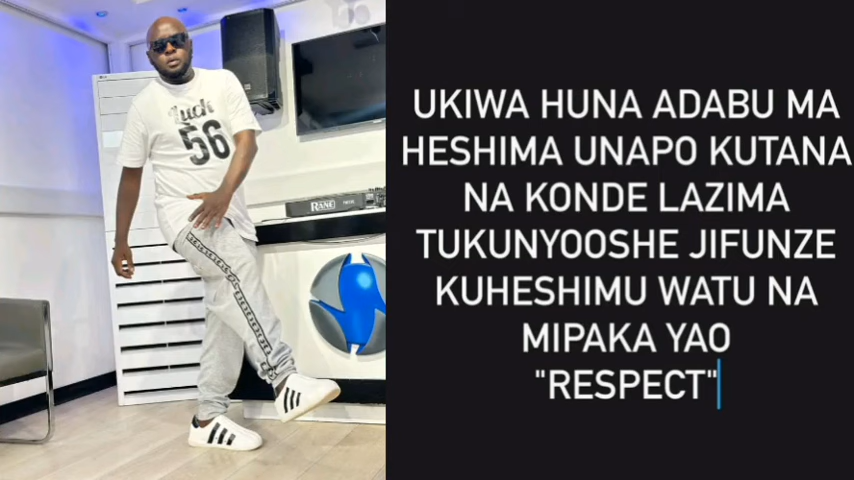 Luck
56
RANE
UKIWA HUNA ADABU MA
HESHIMA UNAPO KUTANA
NA KONDE LAZIMA
TUKUNYOOSHE JIFUNZE
KUHESHIMU WATU NA
MIPAKA YAO
"RESPECT"